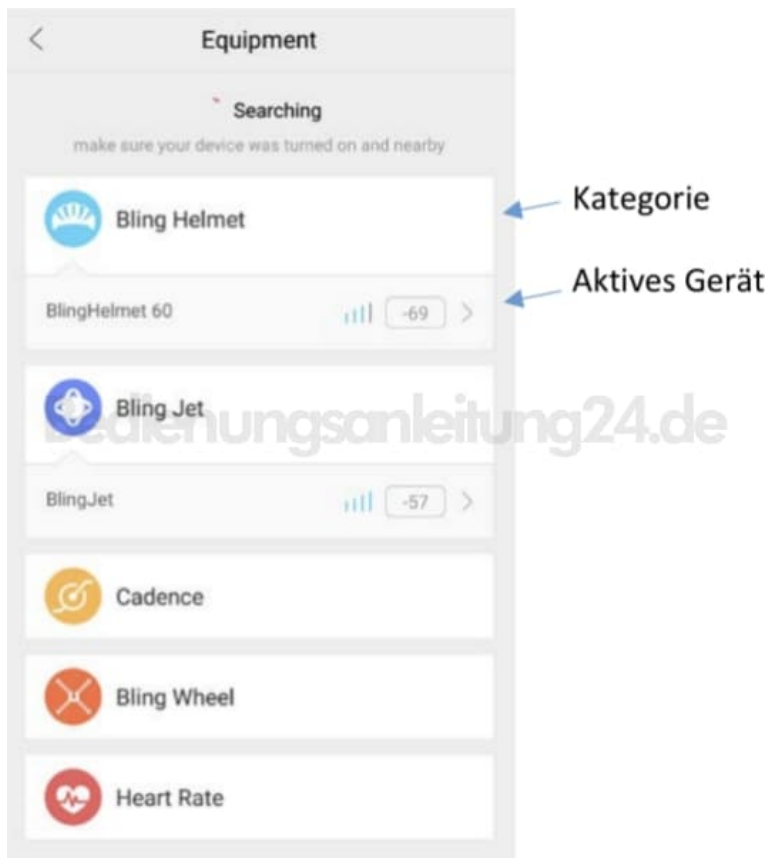 Equipment
Searching
make sure your device was turned on and nearby
Bling Helmet
Kategorie
Aktives Gerät
BlingHelmet 60
-69
Bling Jet
Bedienungsanleitung24.de
BlingJet
-57
Cadence
Bling Wheel
Heart Rate